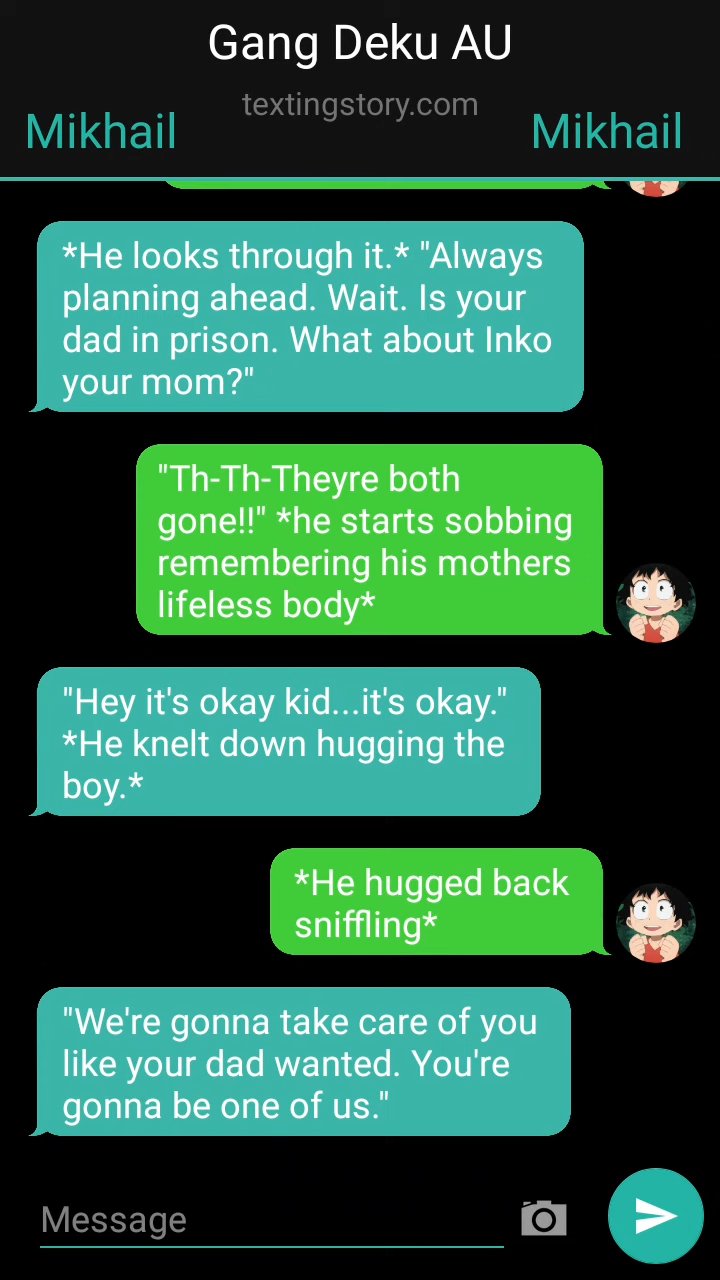 Gang Deku AU
textingstory.com
Mikhail
Mikhail
*He looks through it.* "Always
planning ahead. Wait. Is your
dad in prison. What about Inko
your mom?"
"Th-Th-Theyre both
gone!!" *he starts sobbing
remembering his mothers
lifeless body*
"Hey it's okay kid...it's okay."
*He knelt down hugging the
boy.*
*He hugged back
sniffling*
"We're gonna take care of you
like your dad wanted. You're
gonna be one of us."
Message